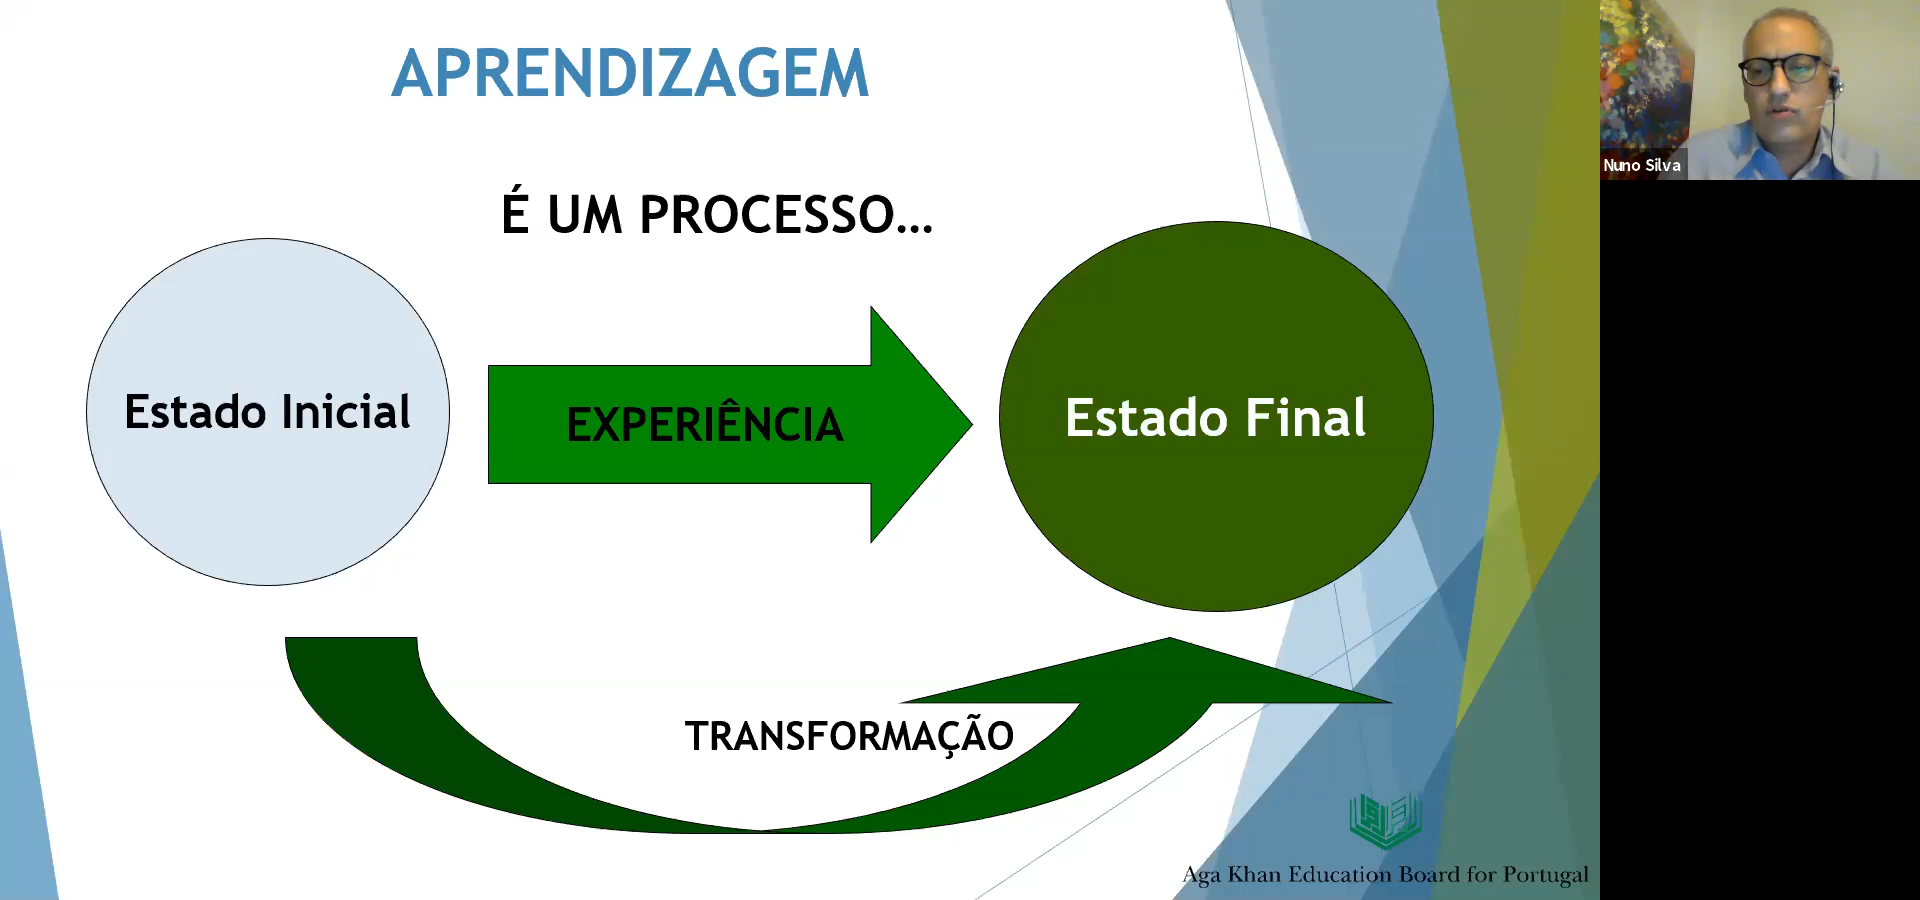 APRENDIZAGEM
É UM PROCESSO...
Estado Inicial
EXPERIÊNCIA
Estado Final
TRANSFORMAÇÃO
Aga Khan Education Board for Portugal
Nuno Silva